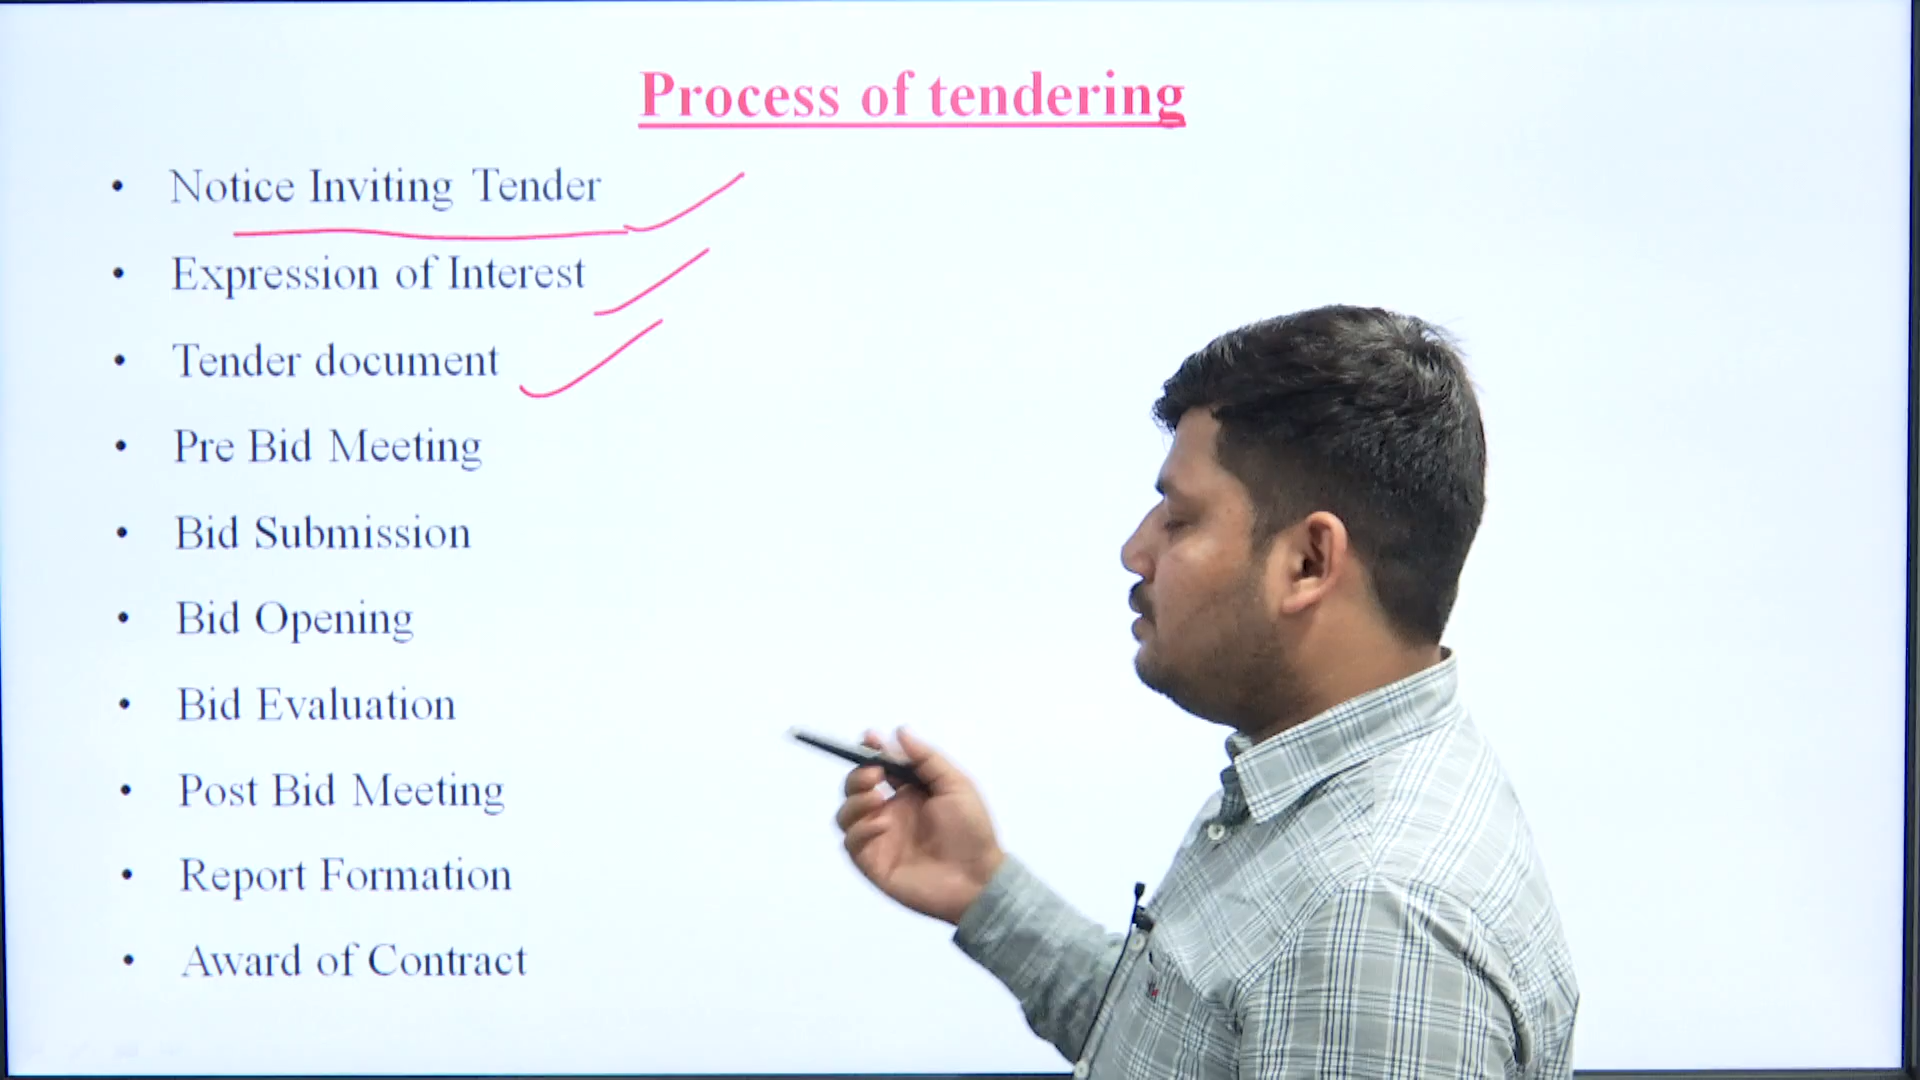 Process of tendering
• Notice Inviting Tender
• Expression of Interest
• Tender document
• Pre Bid Meeting
• Bid Submission
• Bid Opening
• Bid Evaluation
• Post Bid Meeting
• Report Formation
• Award of Contract